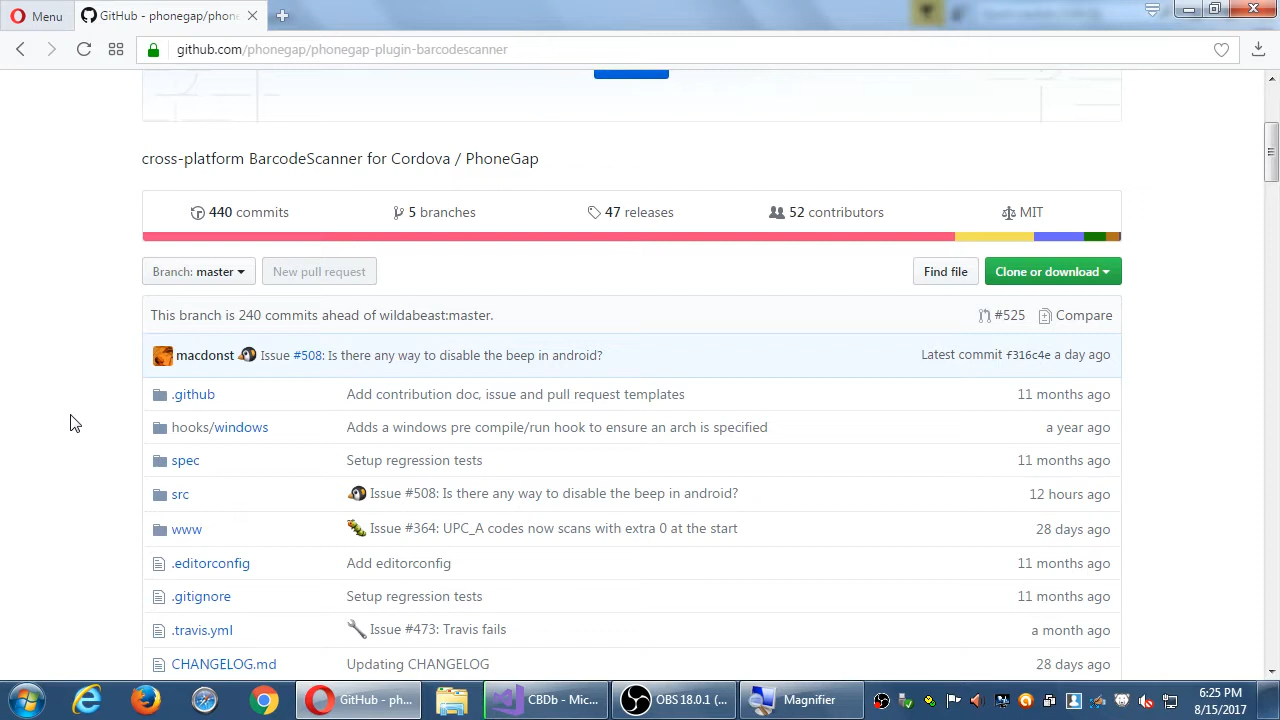 Menu
GitHub - phonegap/phon
github.com/phonegap/phonegap-plugin-barcodescanner
cross-platform BarcodeScanner for Cordova / PhoneGap
440 commits 5 branches 47 releases 52 contributors MIT
Branch: master New pull request Find file Clone or download
This branch is 240 commits ahead of wildabeast:master. #525 Compare
macdonst Issue #508: Is there any way to disable the beep in android? Latest commit f316c4e a day ago
.github Add contribution doc, issue and pull request templates 11 months ago
hooks/windows Adds a windows pre compile/run hook to ensure an arch is specified a year ago
spec Setup regression tests 11 months ago
src Issue #508: Is there any way to disable the beep in android? 12 hours ago
www Issue #364: UPC_A codes now scans with extra 0 at the start 28 days ago
.editorconfig Add editorconfig 11 months ago
.gitignore Setup regression tests 11 months ago
.travis.yml Issue #473: Travis fails a month ago
CHANGELOG.md Updating CHANGELOG 28 days ago
GitHub - ph... CBDb - Mic... OBS 18.0.1 (... Magnifier 6:25 PM
8/15/2017